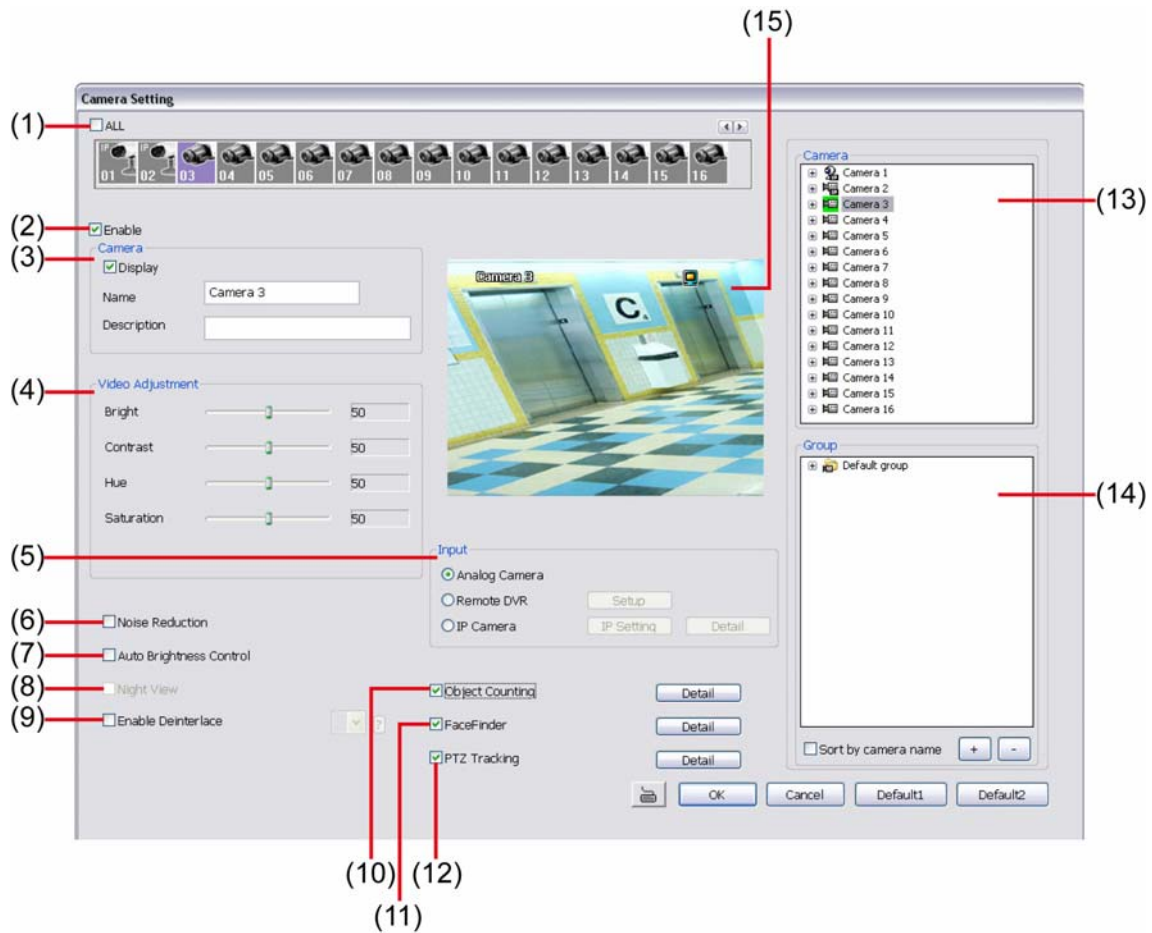 (15)
Camera Setting
(1)
ALL
IP 01
IP 02
03
04
05
06
07
08
09
10
11
12
13
14
15
16
(2)
Enable
(3)
Camera
Display
Name
Camera 3
Description
(4)
Video Adjustment
Bright
50
Contrast
50
Hue
50
Saturation
50
Camera 3
C
(5)
Input
Analog Camera
Remote DVR
Setup
IP Camera
IP Setting
Detail
(6)
Noise Reduction
(7)
Auto Brightness Control
(8)
Night View
(9)
Enable Deinterlace
?
Object Counting
Detail
FaceFinder
Detail
PTZ Tracking
Detail
(10)
(11)
(12)
Camera
Camera 1
Camera 2
Camera 3
Camera 4
Camera 5
Camera 6
Camera 7
Camera 8
Camera 9
Camera 10
Camera 11
Camera 12
Camera 13
Camera 14
Camera 15
Camera 16
(13)
Group
Default group
(14)
Sort by camera name
+
-
OK
Cancel
Default1
Default2